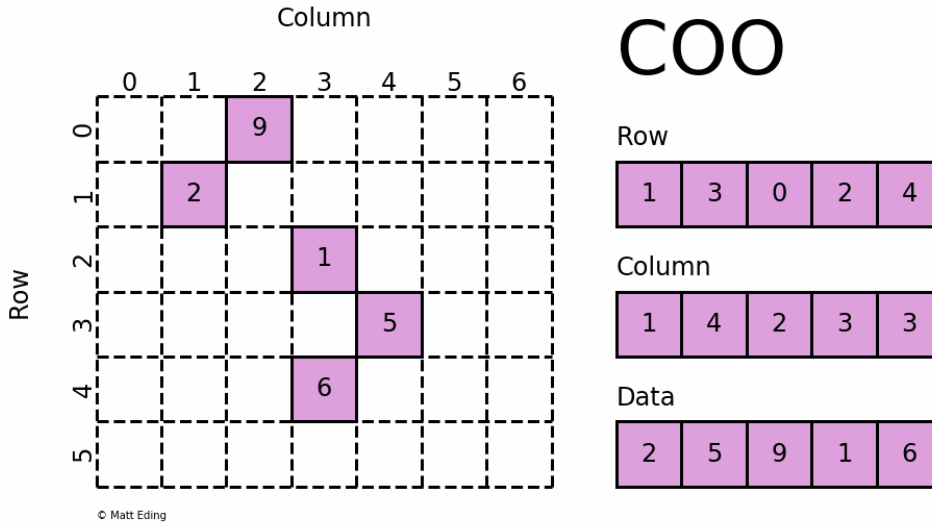 Column
COO
0 1 2 3 4 5 6
0 9
1 2
2 1
3 5
4 6
5
Row
Row
1 3 0 2 4
Column
1 4 2 3 3
Data
2 5 9 1 6
© Matt Eding